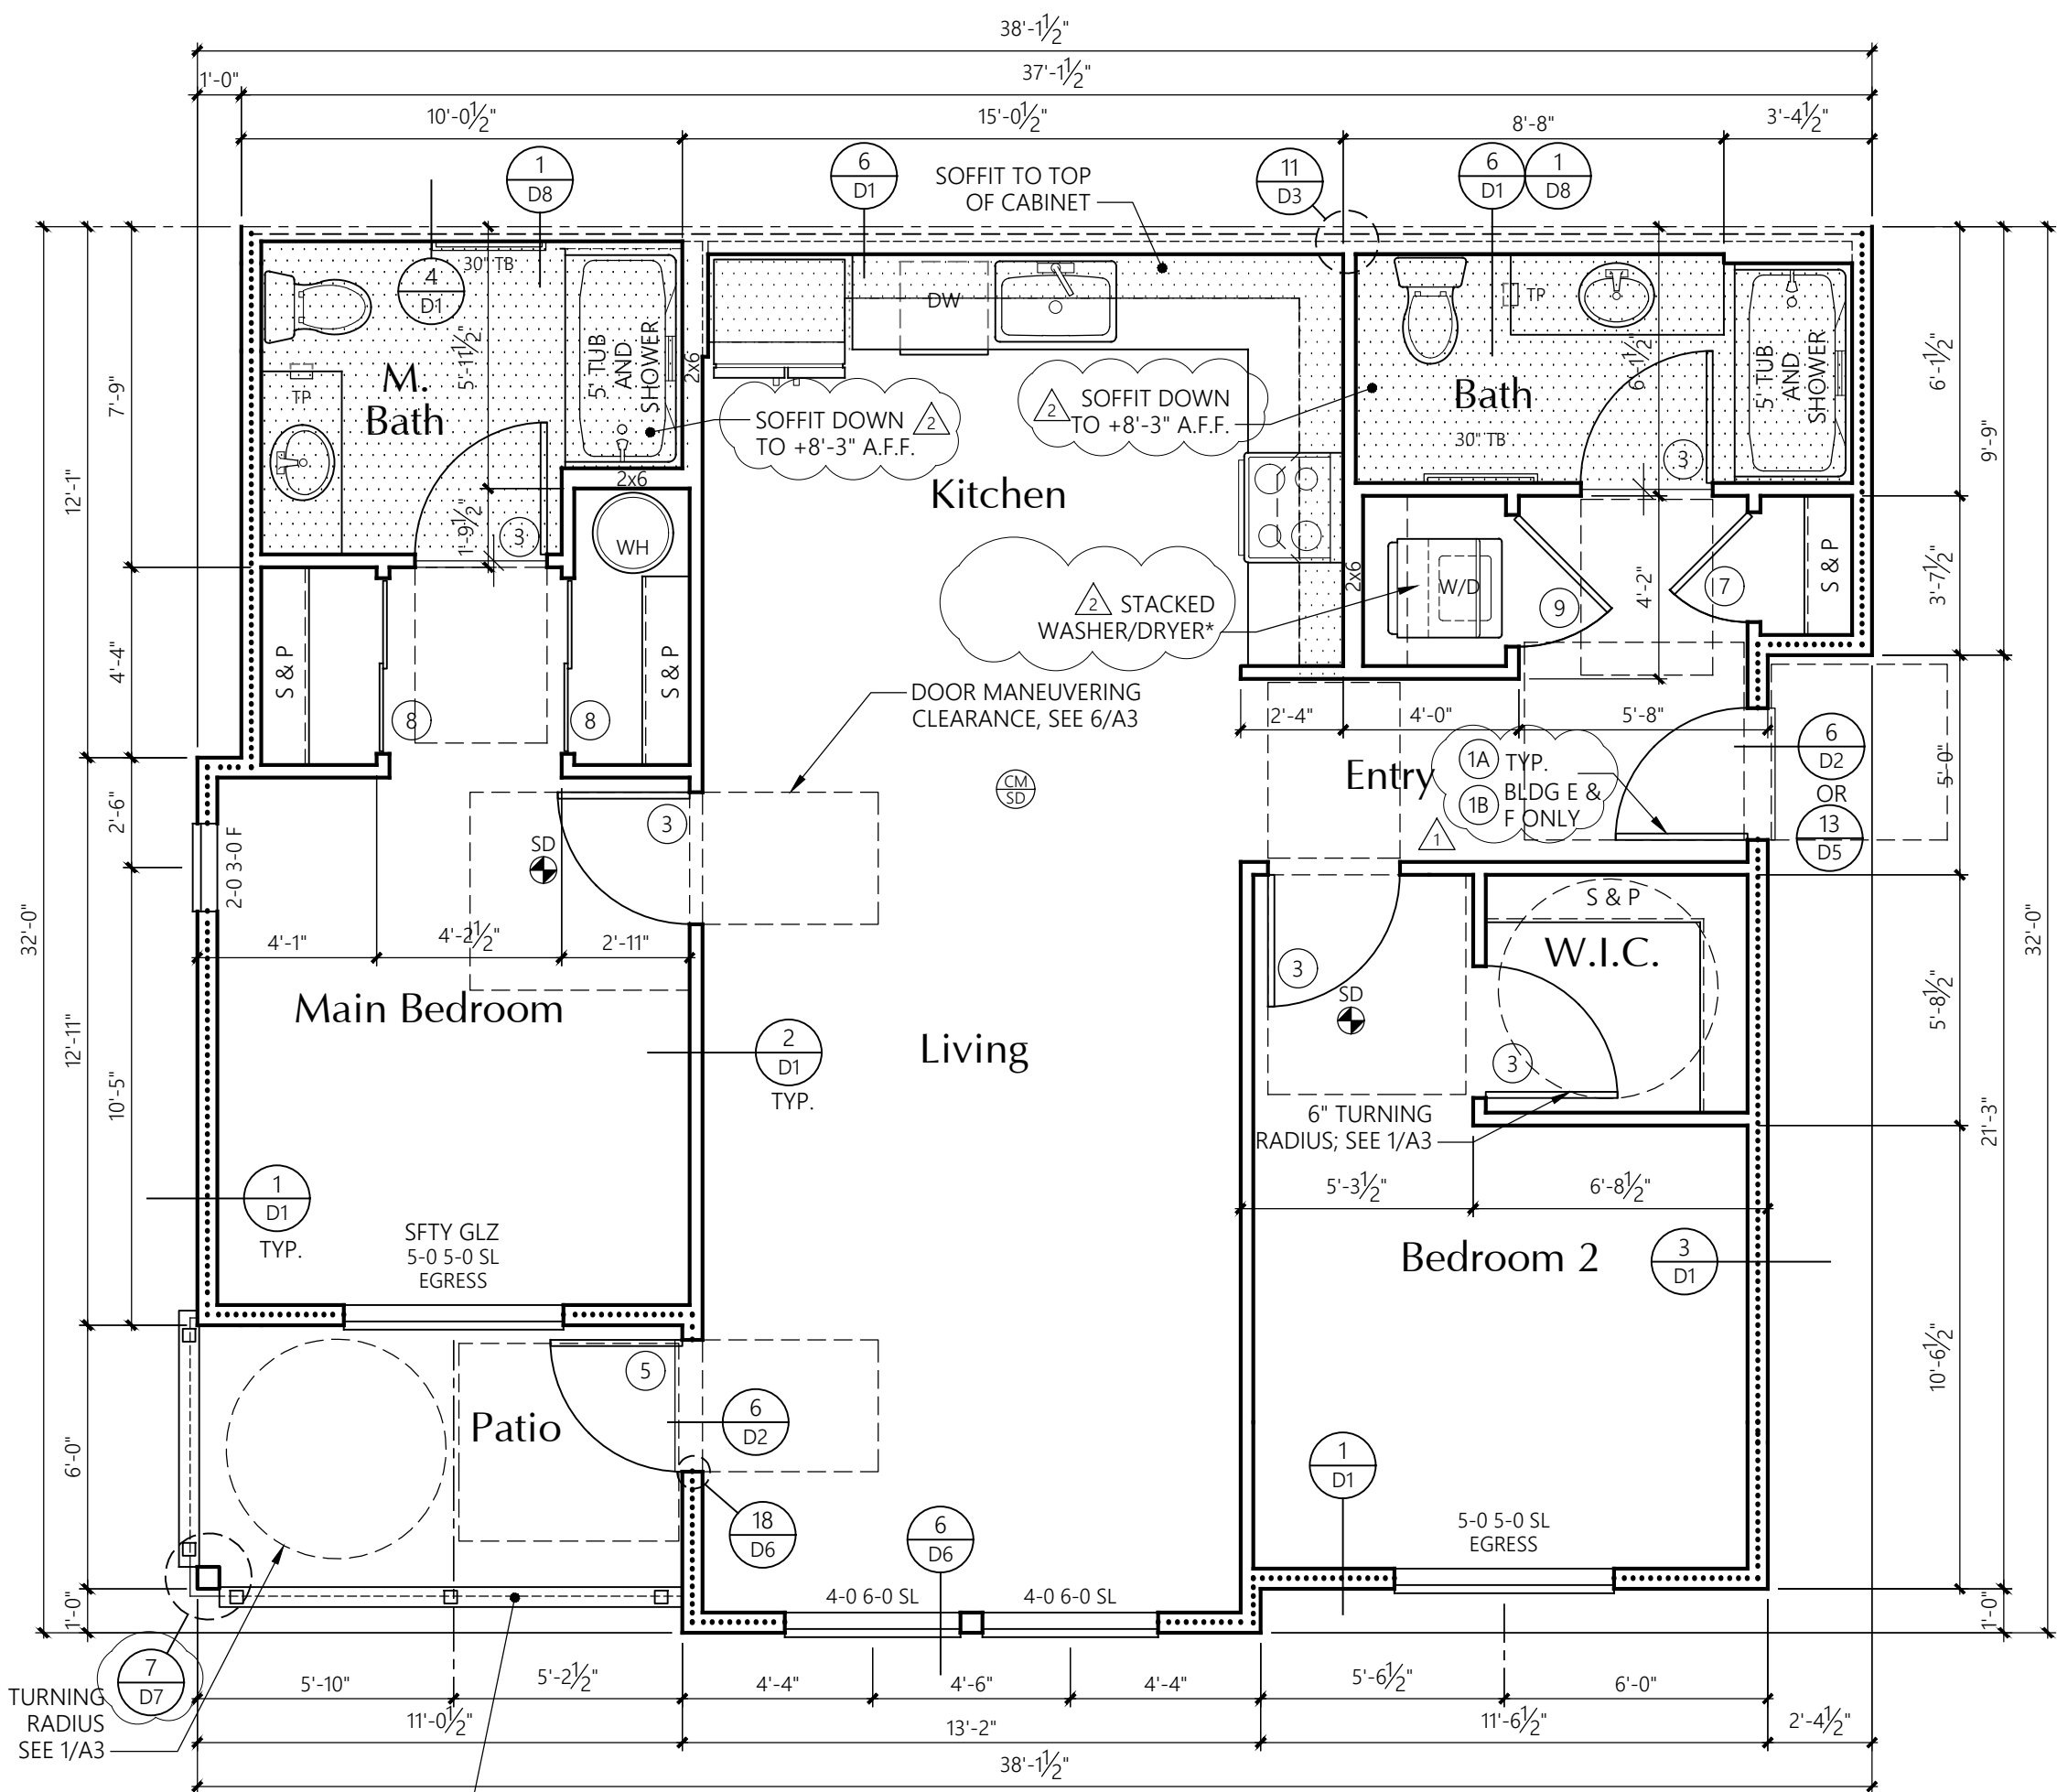 38'-1½"
37'-1½"
1'-0"
10'-0½"
15'-0½"
8'-8"
3'-4½"
1
D8
6
D1
SOFFIT TO TOP
OF CABINET
11
D3
6
D1
1
D8
30" TB
4
D1
5'-11½"
5' TUB
AND
SHOWER
2x6
DW
TP
6'-1½"
5' TUB
AND
SHOWER
6'-1½"
7'-9"
TP
M.
Bath
SOFFIT DOWN
TO +8'-3" A.F.F.
2
2
SOFFIT DOWN
TO +8'-3" A.F.F.
Bath
30" TB
3
9'-9"
12'-1"
2x6
Kitchen
1'-9½"
3
WH
2
STACKED
WASHER/DRYER*
2x6
W/D
9
4'-2"
7
S & P
3'-7½"
4'-4"
S & P
8
8
S & P
DOOR MANEUVERING
CLEARANCE, SEE 6/A3
2'-4"
4'-0"
5'-8"
6
D2
OR
13
D5
5'-0"
Entry
1A
TYP.
1B
BLDG E &
F ONLY
1
CM
SD
2'-6"
2-0 3-0 F
SD
3
32'-0"
32'-0"
4'-1"
4'-2½"
2'-11"
S & P
W.I.C.
3
SD
3
5'-8½"
Main Bedroom
Living
2
D1
TYP.
12'-11"
10'-5"
6" TURNING
RADIUS; SEE 1/A3
21'-3"
5'-3½"
6'-8½"
1
D1
TYP.
SFTY GLZ
5-0 5-0 SL
EGRESS
Bedroom 2
3
D1
10'-6½"
5
Patio
6
D2
6'-0"
1
D1
18
D6
6
D6
5-0 5-0 SL
EGRESS
4-0 6-0 SL
4-0 6-0 SL
1'-0"
1'-0"
7
D7
TURNING
RADIUS
SEE 1/A3
5'-10"
5'-2½"
4'-4"
4'-6"
4'-4"
5'-6½"
6'-0"
11'-0½"
13'-2"
11'-6½"
2'-4½"
38'-1½"